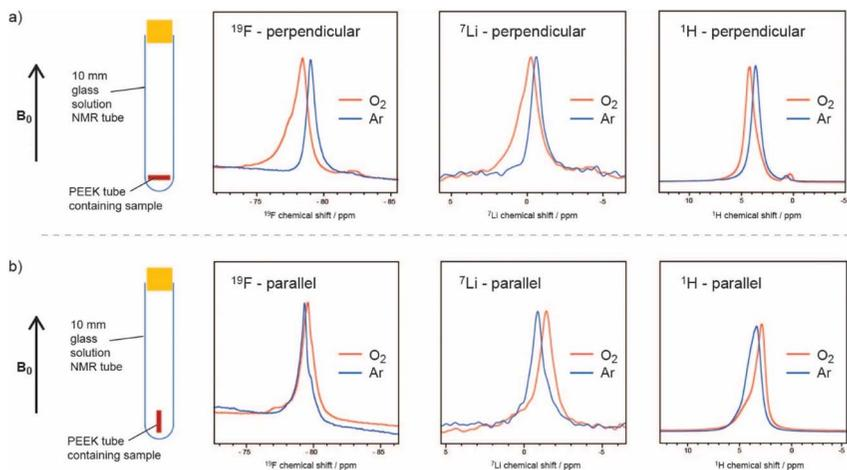 a)
10 mm
glass
solution
NMR tube
B₀
PEEK tube
containing sample
¹⁹F - perpendicular
O₂
Ar
-75
-80
-85
¹⁹F chemical shift / ppm
⁷Li - perpendicular
O₂
Ar
5
0
-5
⁷Li chemical shift / ppm
¹H - perpendicular
O₂
Ar
10
5
0
-5
¹H chemical shift / ppm
b)
10 mm
glass
solution
NMR tube
B₀
PEEK tube
containing sample
¹⁹F - parallel
O₂
Ar
-75
-80
-85
¹⁹F chemical shift / ppm
⁷Li - parallel
O₂
Ar
5
0
-5
⁷Li chemical shift / ppm
¹H - parallel
O₂
Ar
10
5
0
-5
¹H chemical shift / ppm